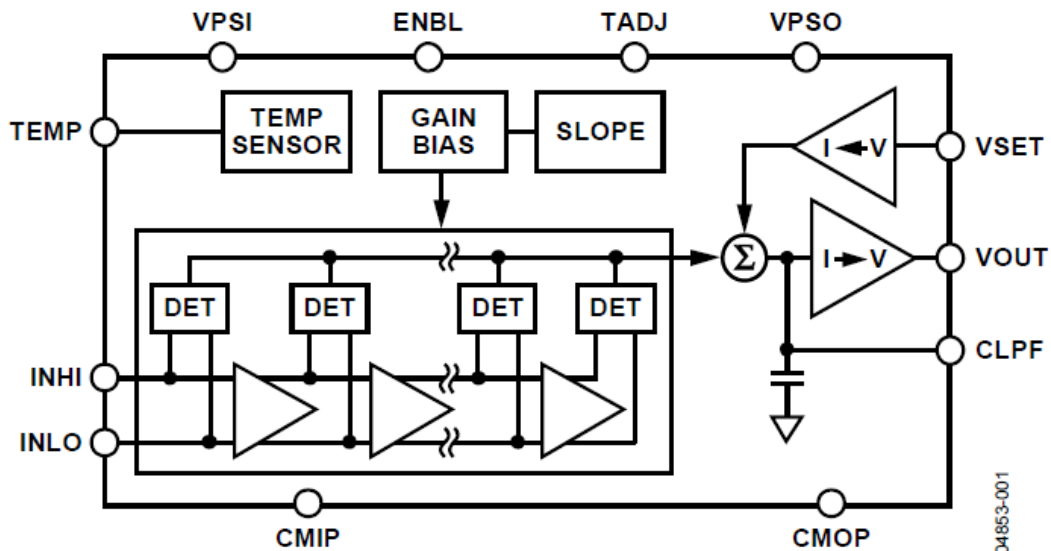 VPSI ENBL TADJ VPSO
TEMP
TEMP
SENSOR
GAIN
BIAS
SLOPE
I V
VSET
Σ
I V
VOUT
DET DET DET DET
CLPF
INHI
INLO
CMIP CMOP
04853-001